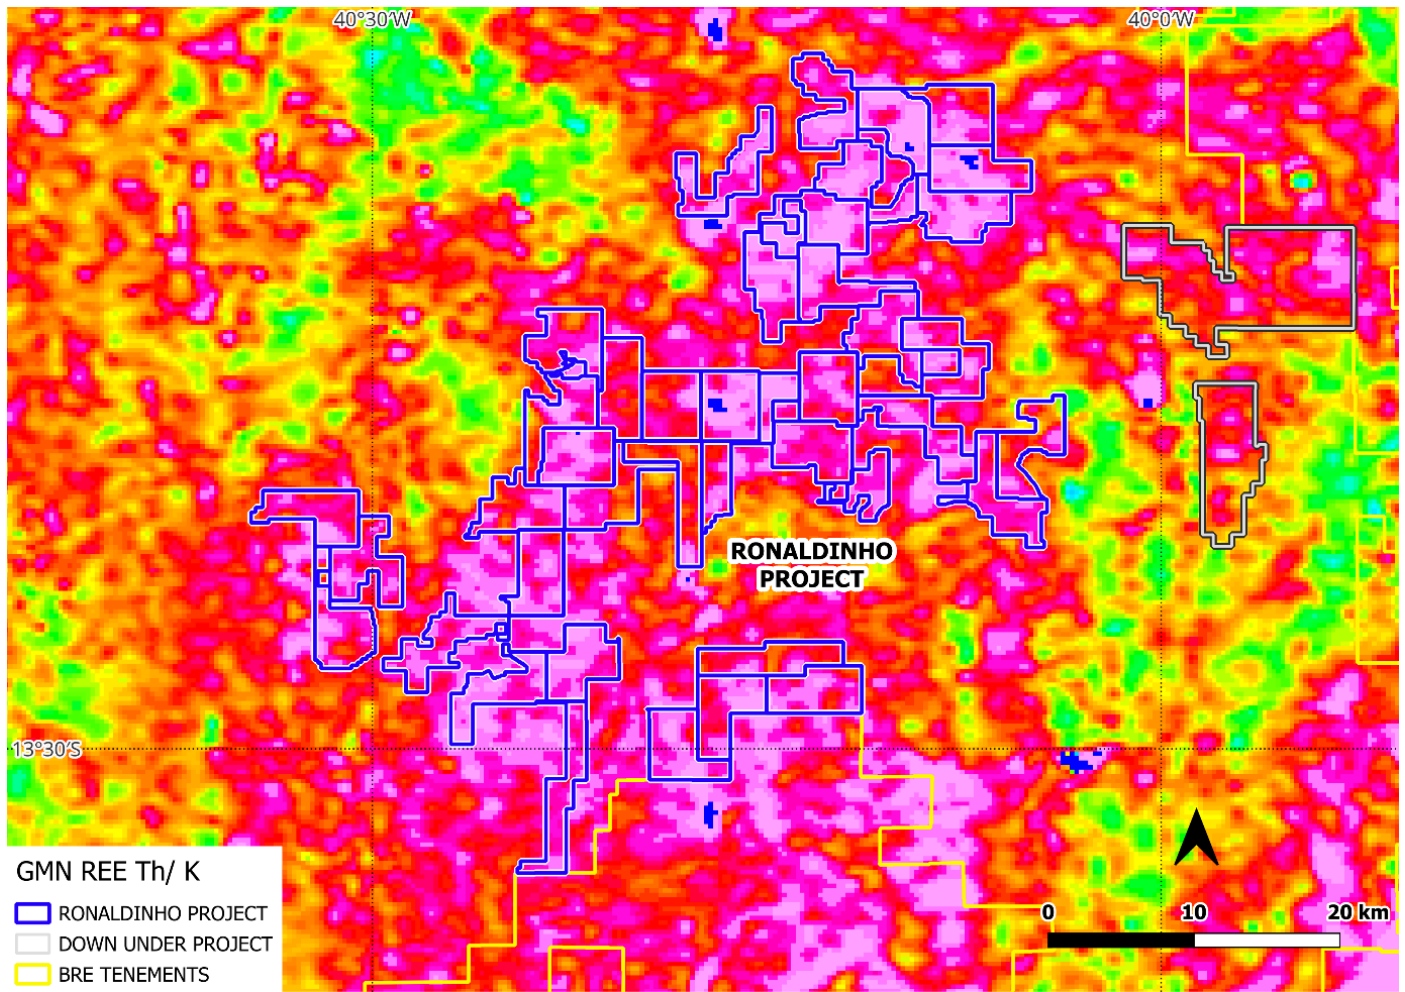 40°30′W
40°0′W
RONALDINHO
PROJECT
13°30′S
GMN REE Th/ K
RONALDINHO PROJECT
DOWN UNDER PROJECT
BRE TENEMENTS
0 10 20 km